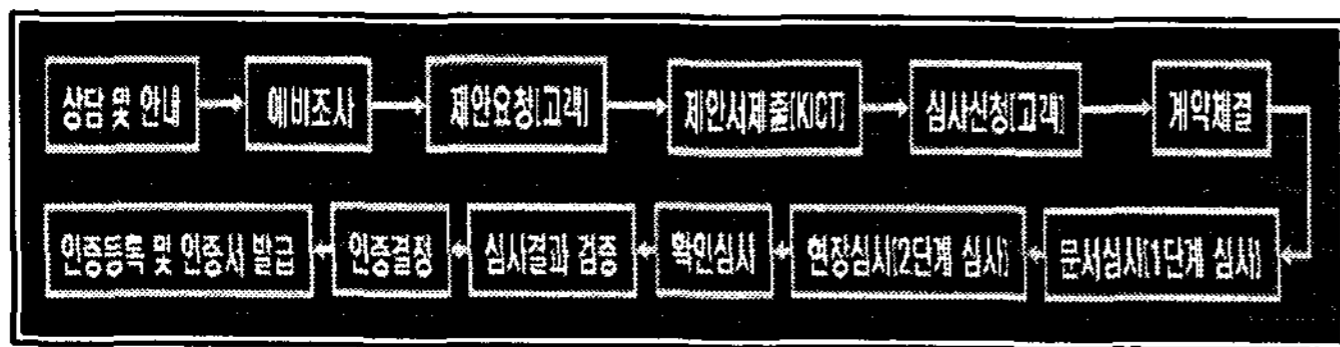 상담 및 안내
예비조사
제안요청(고객)
제안서제출(KICT)
심사신청(고객)
계약체결
문서심사(1단계 심사)
현장심사(2단계 심사)
확인심사
심사결과 검증
인증결정
인증등록 및 인증서 발급